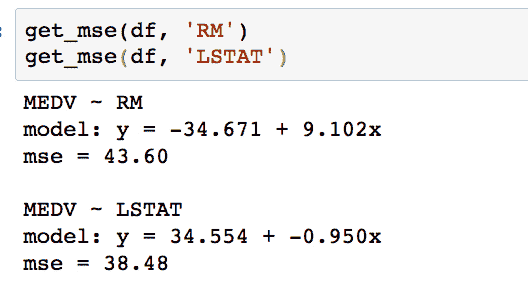 get_mse(df, 'RM')
get_mse(df, 'LSTAT')
MEDV ~ RM
model: y = -34.671 + 9.102x
mse = 43.60
MEDV ~ LSTAT
model: y = 34.554 + -0.950x
mse = 38.48